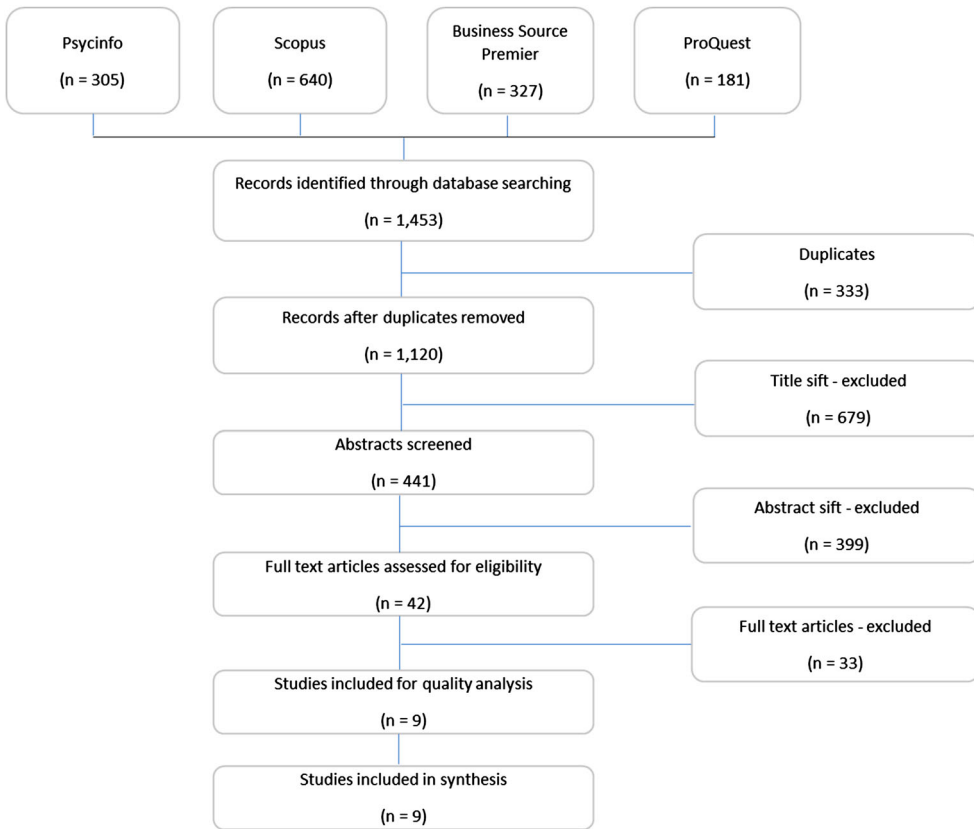 Psycinfo
(n = 305)
Scopus
(n = 640)
Business Source
Premier
(n = 327)
ProQuest
(n = 181)
Records identified through database searching
(n = 1,453)
Duplicates
(n = 333)
Records after duplicates removed
(n = 1,120)
Title sift - excluded
(n = 679)
Abstracts screened
(n = 441)
Abstract sift - excluded
(n = 399)
Full text articles assessed for eligibility
(n = 42)
Full text articles - excluded
(n = 33)
Studies included for quality analysis
(n = 9)
Studies included in synthesis
(n = 9)